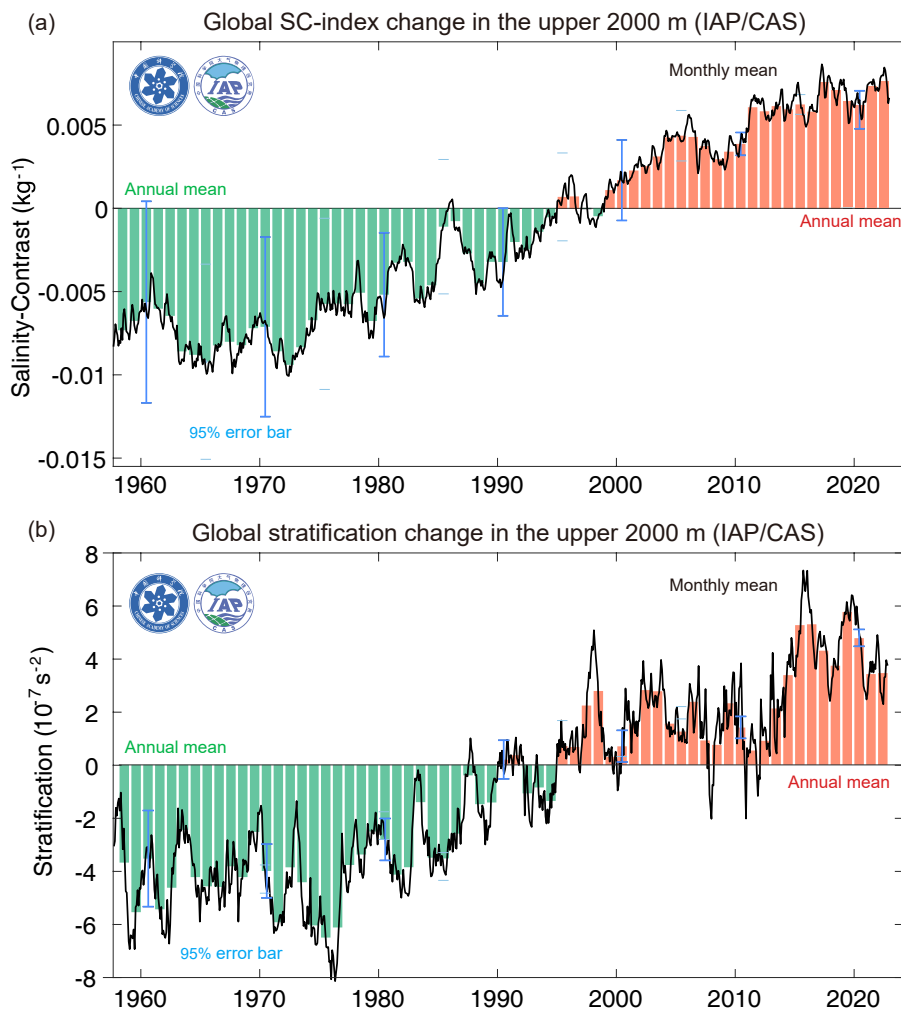 (a) Global SC-index change in the upper 2000 m (IAP/CAS)
Monthly mean
IAP
CAS
0.005
Annual mean
0
Annual mean
-0.005
-0.01
95% error bar
-0.015
Salinity-Contrast (kg⁻¹)
1960 1970 1980 1990 2000 2010 2020
(b) Global stratification change in the upper 2000 m (IAP/CAS)
8
Monthly mean
IAP
CAS
6
4
2
Annual mean
0
Annual mean
-2
-4
-6
95% error bar
-8
Stratification (10⁻⁷ s⁻²)
1960 1970 1980 1990 2000 2010 2020